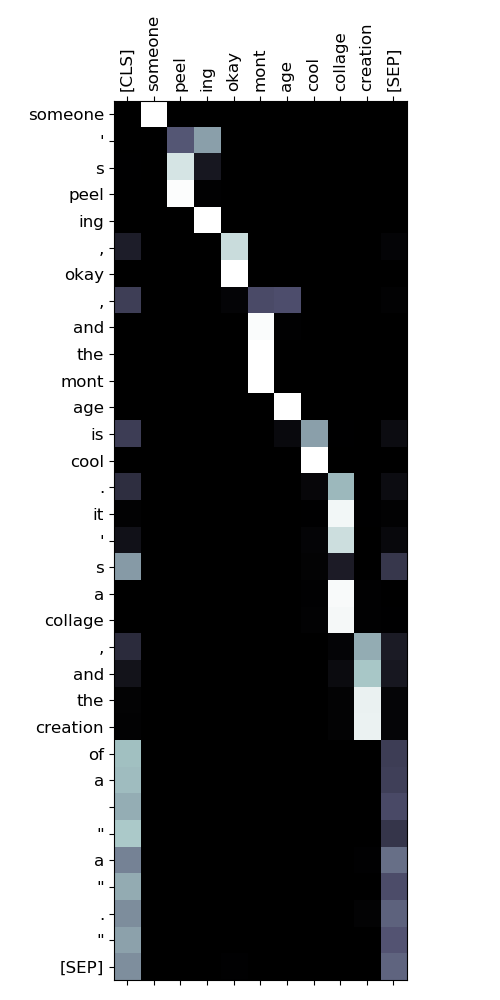 [CLS]
someone
peel
ing
okay
mont
age
cool
collage
creation
[SEP]
someone
'
s
peel
ing
,
okay
,
and
the
mont
age
is
cool
.
it
'
s
a
collage
,
and
the
creation
of
a
-
"
a
"
.
"
[SEP]